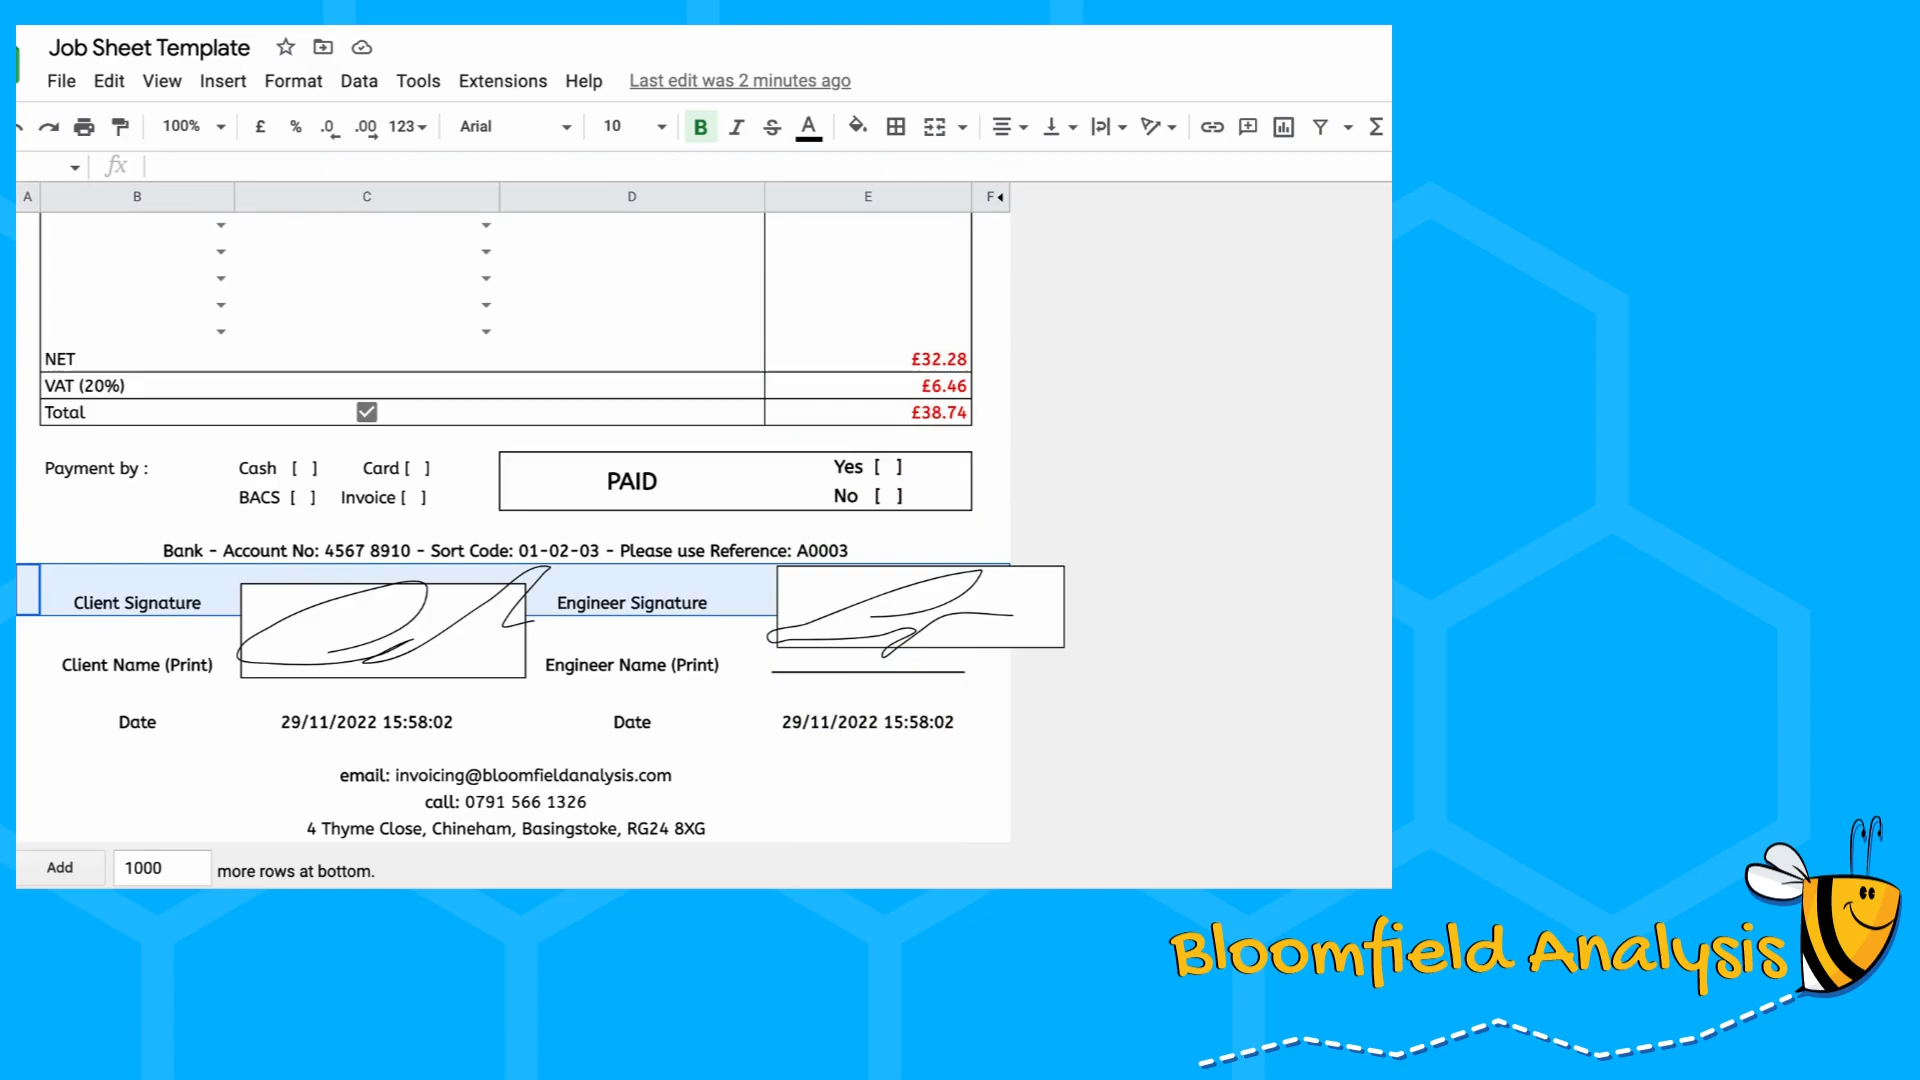 Job Sheet Template
File Edit View Insert Format Data Tools Extensions Help Last edit was 2 minutes ago
100% £ % .0 .00 123 Arial 10 B I S A Σ
fx
A B C D E F
NET £32.28
VAT (20%) £6.46
Total £38.74
Payment by : Cash [ ] Card [ ] PAID Yes [ ]
BACS [ ] Invoice [ ] No [ ]
Bank - Account No: 4567 8910 - Sort Code: 01-02-03 - Please use Reference: A0003
Client Signature Engineer Signature
Client Name (Print) Engineer Name (Print)
Date 29/11/2022 15:58:02 Date 29/11/2022 15:58:02
email: invoicing@bloomfieldanalysis.com
call: 0791 566 1326
4 Thyme Close, Chineham, Basingstoke, RG24 8XG
Add 1000 more rows at bottom.
Bloomfield Analysis